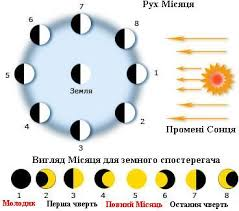 Рух Місяця
7
6
8
5
Земля
1
4
2
3
Промені Сонця
Вигляд Місяця для земного спостерегача
1 2 3 4 5 6 7 8
Молодик Перша чверть Повний Місяць Остання чверть